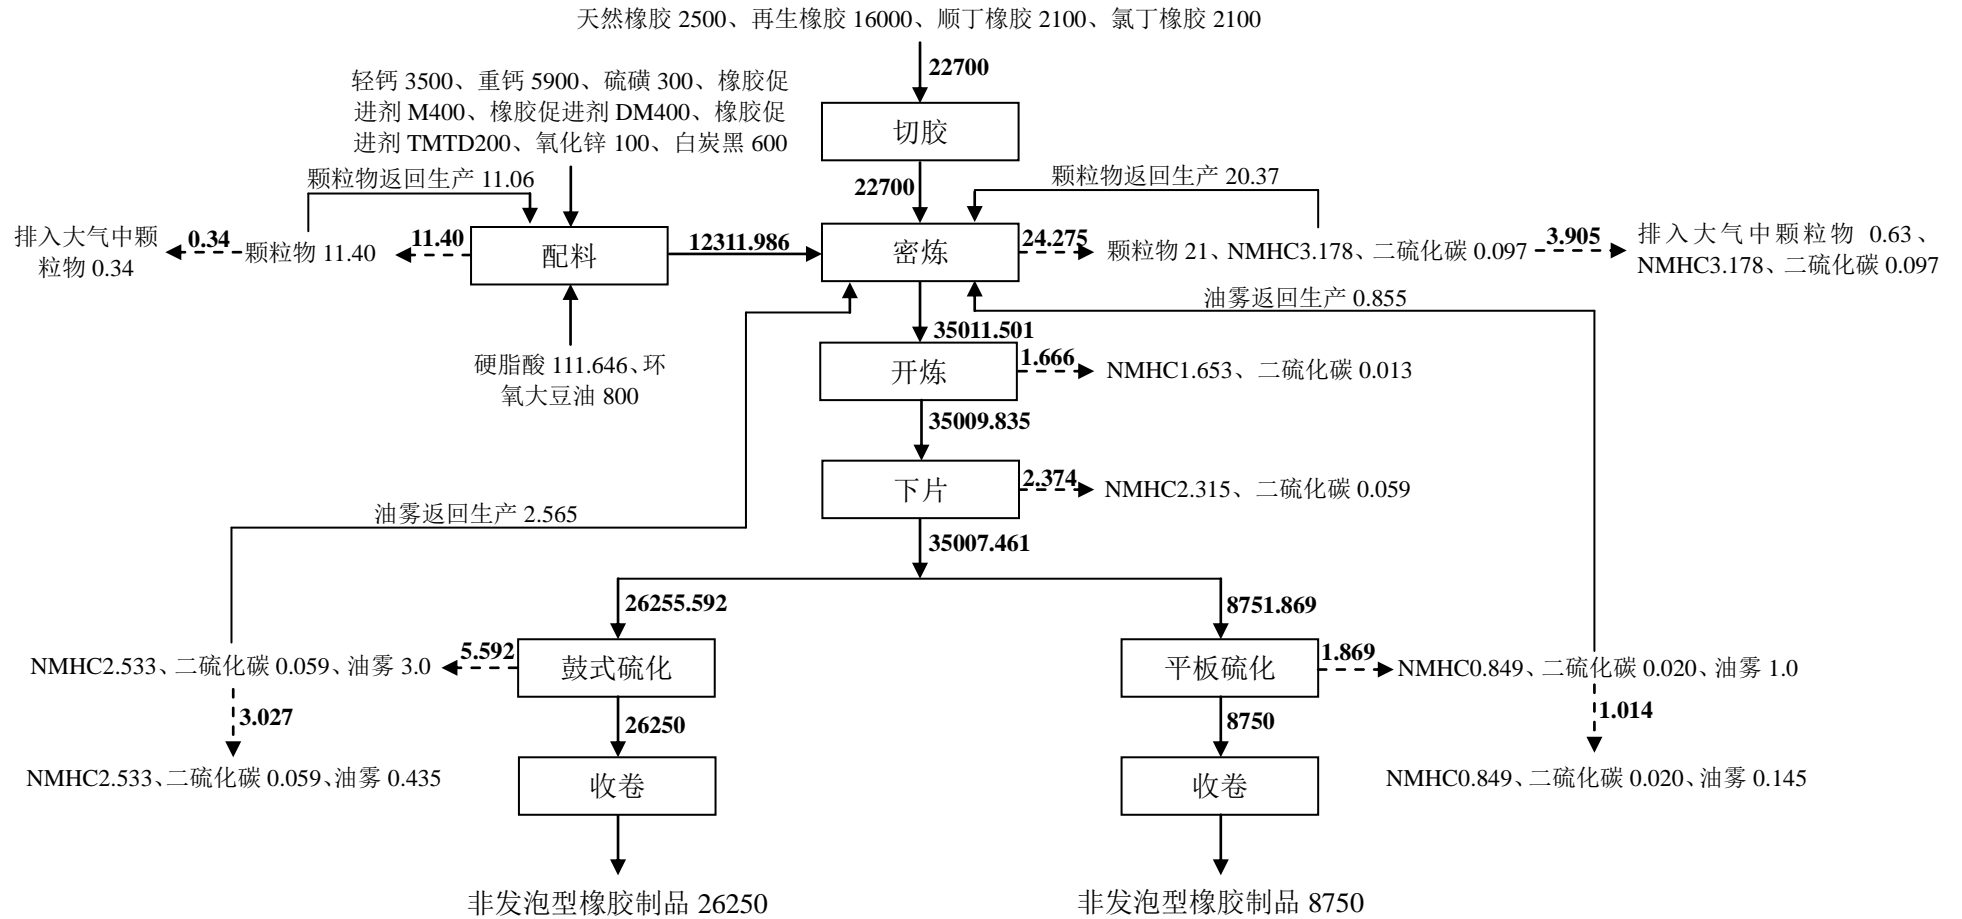 天然橡胶 2500、再生橡胶 16000、顺丁橡胶 2100、氯丁橡胶 2100
22700
轻钙 3500、重钙 5900、硫磺 300、橡胶促
进剂 M400、橡胶促进剂 DM400、橡胶促
进剂 TMTD200、氧化锌 100、白炭黑 600
切胶
22700
颗粒物返回生产 11.06
颗粒物返回生产 20.37
排入大气中颗
粒物 0.34
0.34
颗粒物 11.40
11.40
配料
12311.986
密炼
24.275
颗粒物 21、NMHC3.178、二硫化碳 0.097
3.905
排入大气中颗粒物 0.63、
NMHC3.178、二硫化碳 0.097
油雾返回生产 0.855
35011.501
硬脂酸 111.646、环
氧大豆油 800
开炼
1.666
NMHC1.653、二硫化碳 0.013
35009.835
下片
2.374
NMHC2.315、二硫化碳 0.059
油雾返回生产 2.565
35007.461
26255.592
8751.869
NMHC2.533、二硫化碳 0.059、油雾 3.0
5.592
鼓式硫化
平板硫化
1.869
NMHC0.849、二硫化碳 0.020、油雾 1.0
3.027
26250
8750
1.014
NMHC2.533、二硫化碳 0.059、油雾 0.435
收卷
收卷
NMHC0.849、二硫化碳 0.020、油雾 0.145
非发泡型橡胶制品 26250
非发泡型橡胶制品 8750